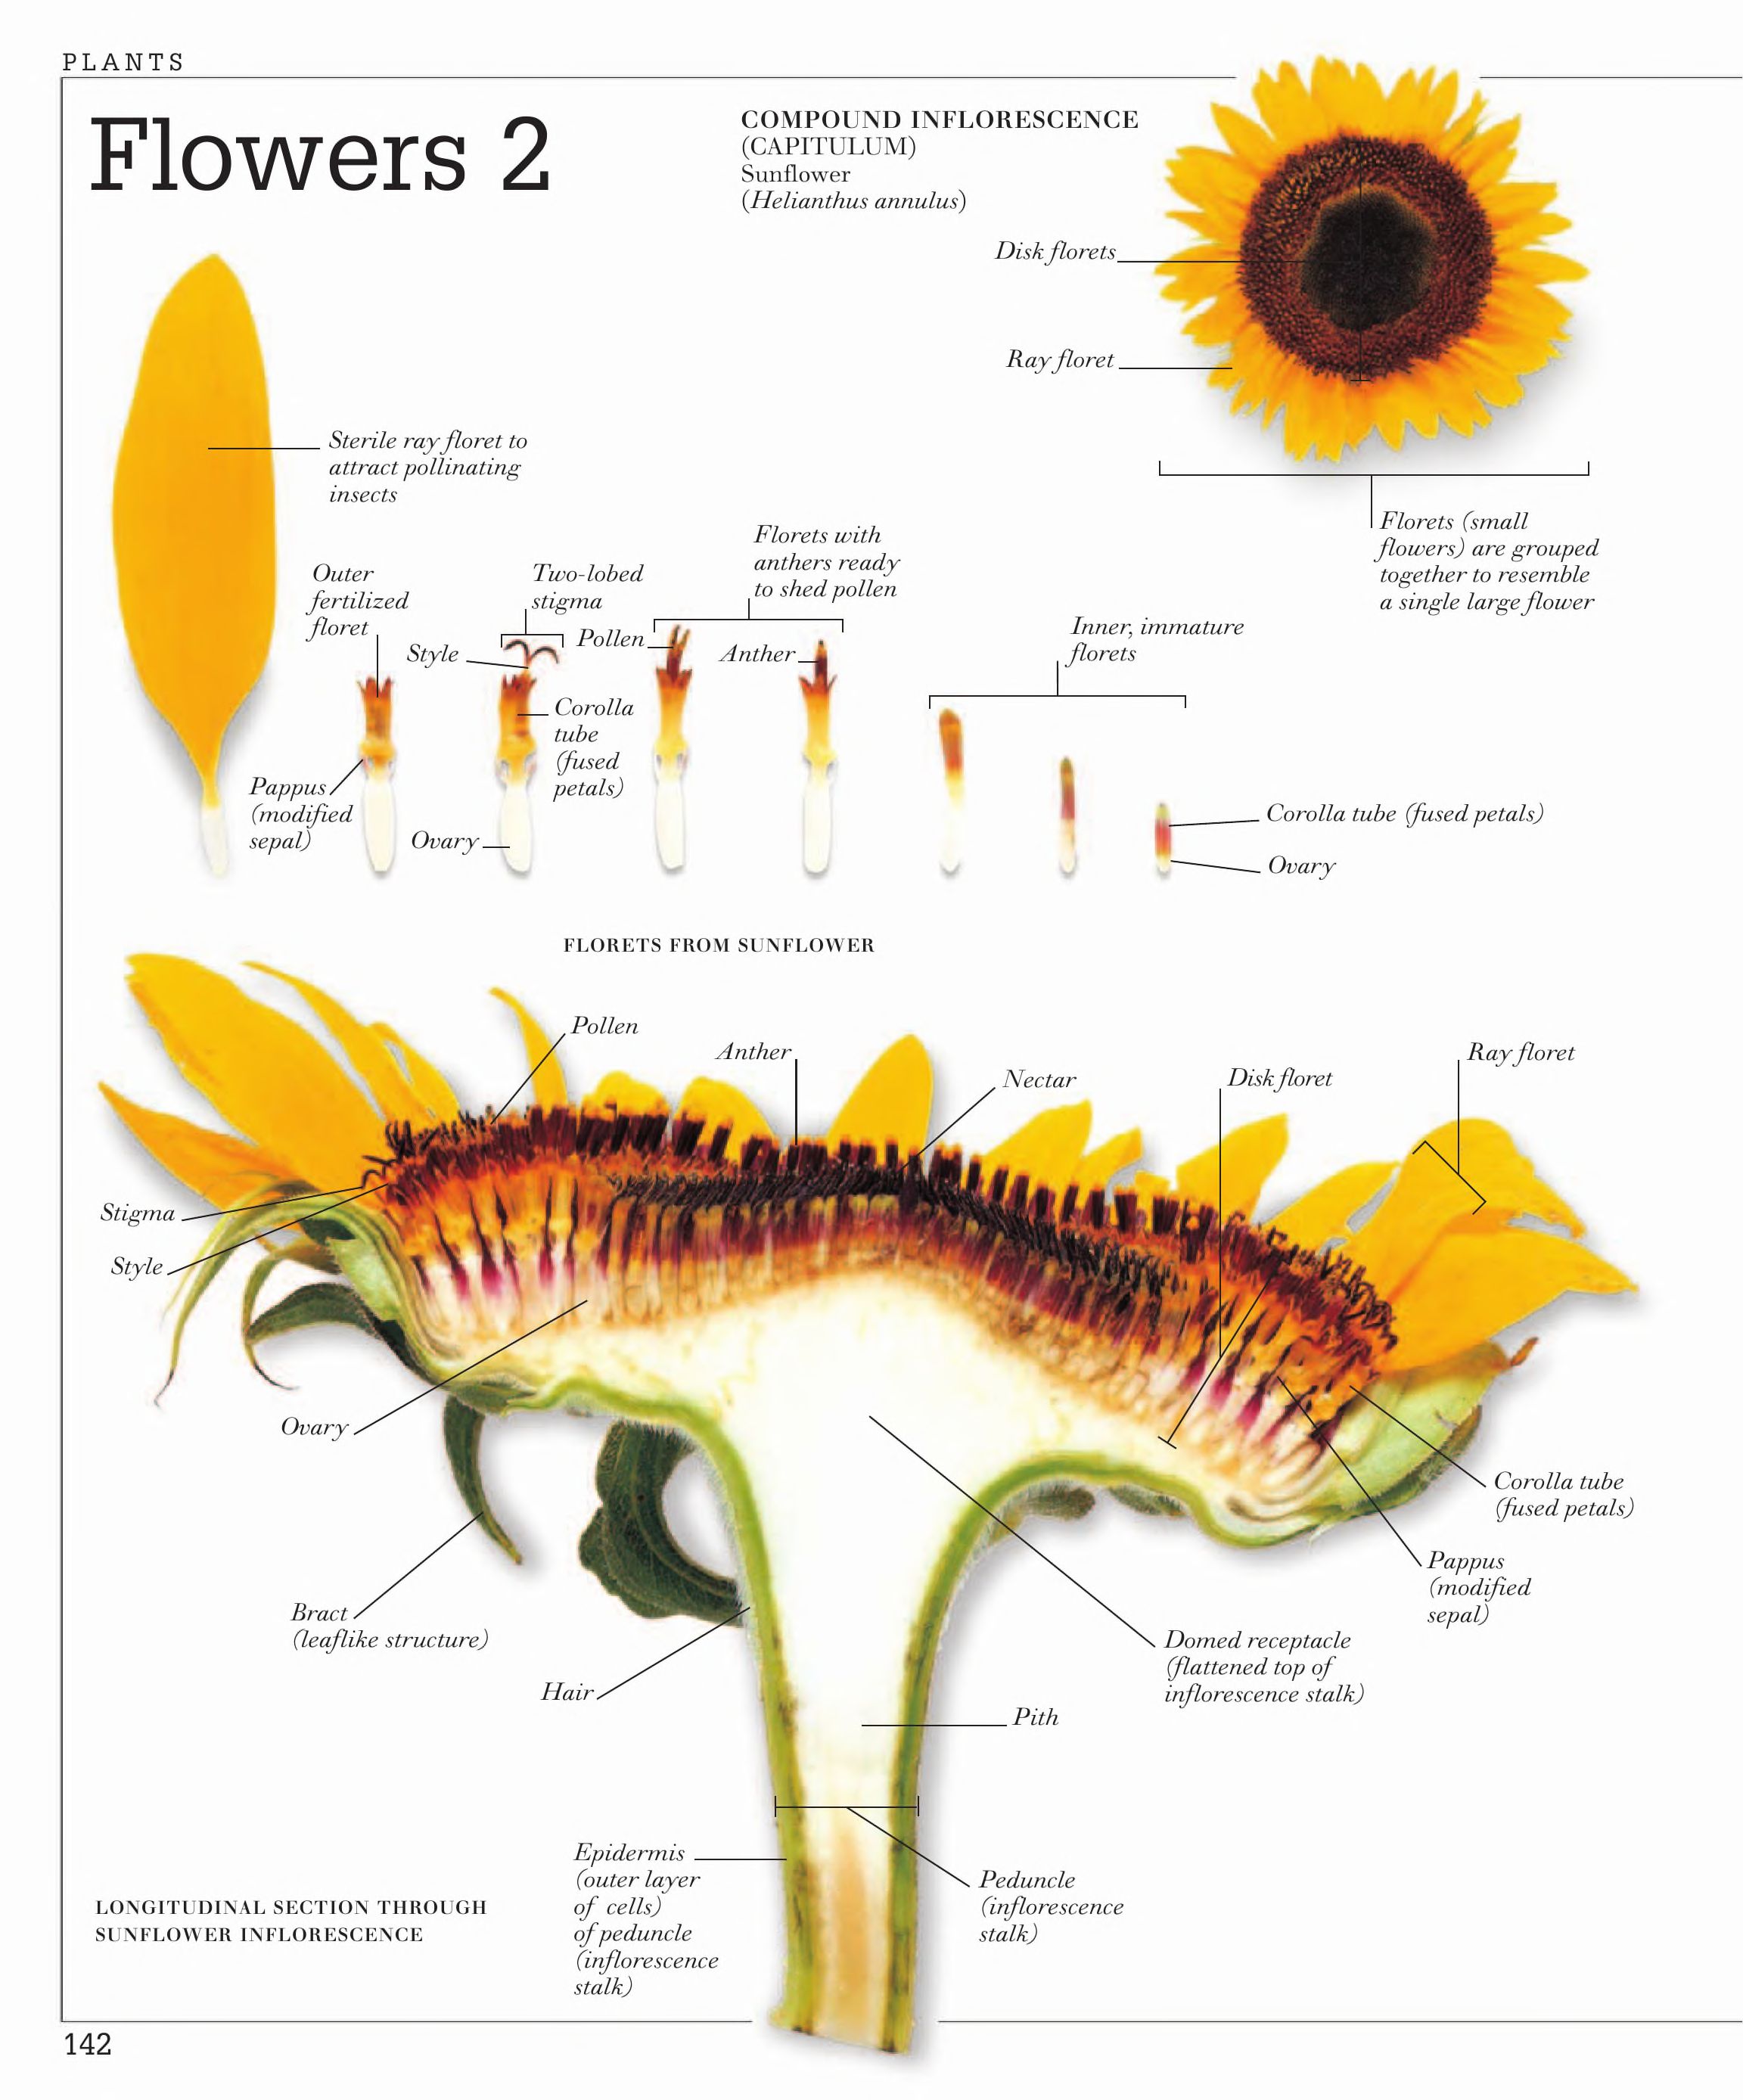 PLANTS
Flowers 2
COMPOUND INFLORESCENCE
(CAPITULUM)
Sunflower
(Helianthus annulus)
Disk florets
Ray floret
Sterile ray floret to
attract pollinating
insects
Florets (small
flowers) are grouped
together to resemble
a single large flower
Outer
fertilized
floret
Two-lobed
stigma
Florets with
anthers ready
to shed pollen
Style
Pollen
Anther
Inner, immature
florets
Corolla
tube
(fused
petals)
Pappus
(modified
sepal)
Ovary
Corolla tube (fused petals)
Ovary
FLORETS FROM SUNFLOWER
Pollen
Anther
Nectar
Disk floret
Ray floret
Stigma
Style
Ovary
Corolla tube
(fused petals)
Pappus
(modified
sepal)
Bract
(leaflike structure)
Domed receptacle
(flattened top of
inflorescence stalk)
Hair
Pith
Epidermis
(outer layer
of cells)
of peduncle
(inflorescence
stalk)
Peduncle
(inflorescence
stalk)
LONGITUDINAL SECTION THROUGH
SUNFLOWER INFLORESCENCE
142